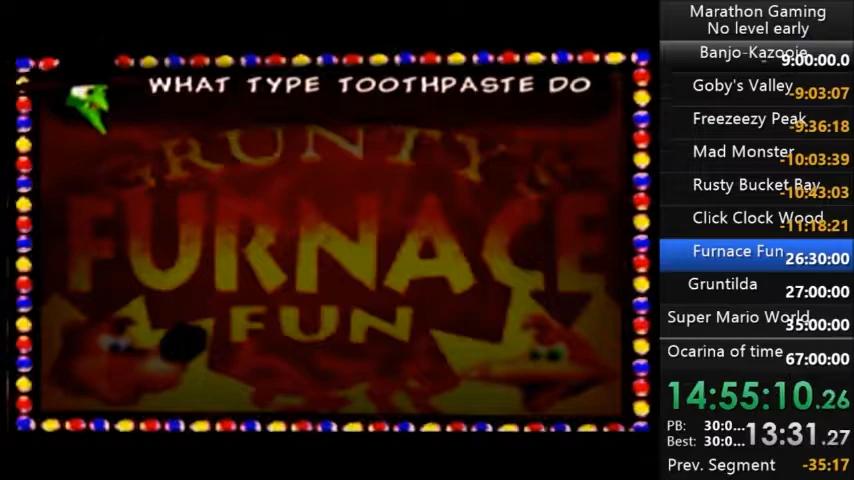 Marathon Gaming
No level early
WHAT TYPE TOOTHPASTE DO
GRUNTY'S
FURNACE
FUN
Banjo-Kazooie 9:00:00.0
Goby's Valley -9:03:07
Freezeezy Peak -9:36:18
Mad Monster -10:03:39
Rusty Bucket Bay -10:43:03
Click Clock Wood -11:18:21
Furnace Fun 26:30:00
Gruntilda 27:00:00
Super Mario World 35:00:00
Ocarina of time 67:00:00
14:55:10.26
PB: 30:0...
Best: 30:0... 13:31.27
Prev. Segment -35:17